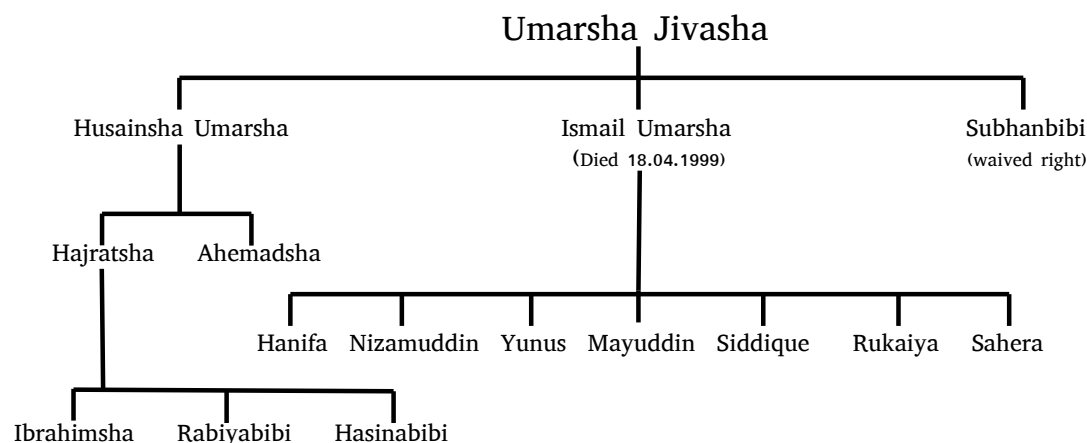 Umarsha Jivasha
Husainsha Umarsha
Ismail Umarsha
(Died 18.04.1999)
Subhanbibi
(waived right)
Hajratsha
Ahemadsha
Hanifa
Nizamuddin
Yunus
Mayuddin
Siddique
Rukaiya
Sahera
Ibrahimsha
Rabiyabibi
Hasinabibi